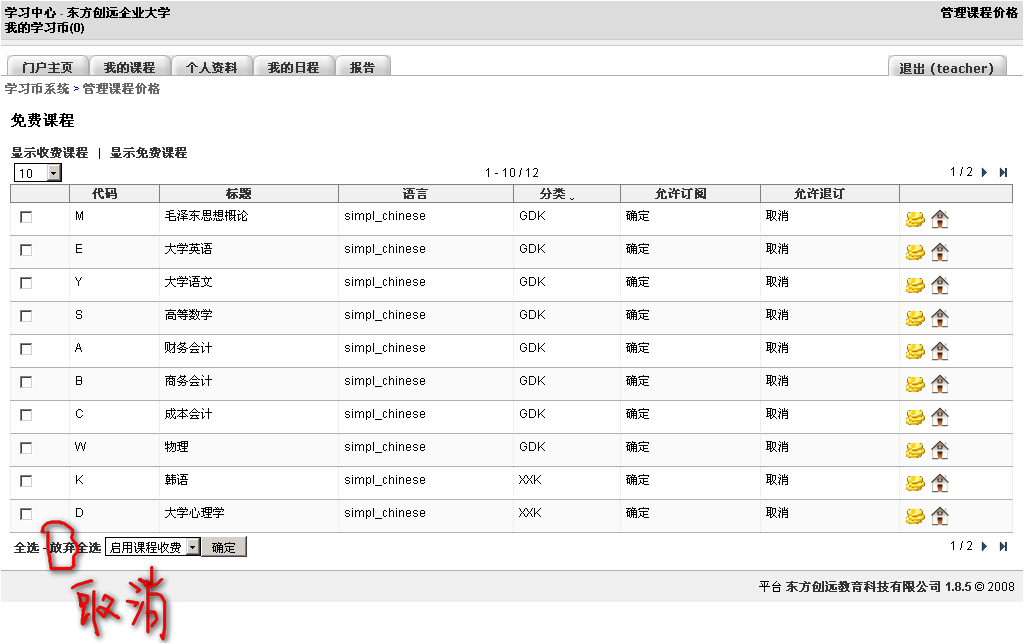 学习中心 - 东方创远企业大学 管理课程价格
我的学习币(0)
门户主页 我的课程 个人资料 我的日程 报告 退出 (teacher)
学习币系统 > 管理课程价格
免费课程
显示收费课程 | 显示免费课程
10 1 - 10 / 12 1 / 2
代码 标题 语言 分类 允许订阅 允许退订
M 毛泽东思想概论 simpl_chinese GDK 确定 取消
E 大学英语 simpl_chinese GDK 确定 取消
Y 大学语文 simpl_chinese GDK 确定 取消
S 高等数学 simpl_chinese GDK 确定 取消
A 财务会计 simpl_chinese GDK 确定 取消
B 商务会计 simpl_chinese GDK 确定 取消
C 成本会计 simpl_chinese GDK 确定 取消
W 物理 simpl_chinese GDK 确定 取消
K 韩语 simpl_chinese XXK 确定 取消
D 大学心理学 simpl_chinese XXK 确定 取消
全选 - 放弃全选 启用课程收费 确定 1 / 2
取消
平台 东方创远教育科技有限公司 1.8.5 © 2008